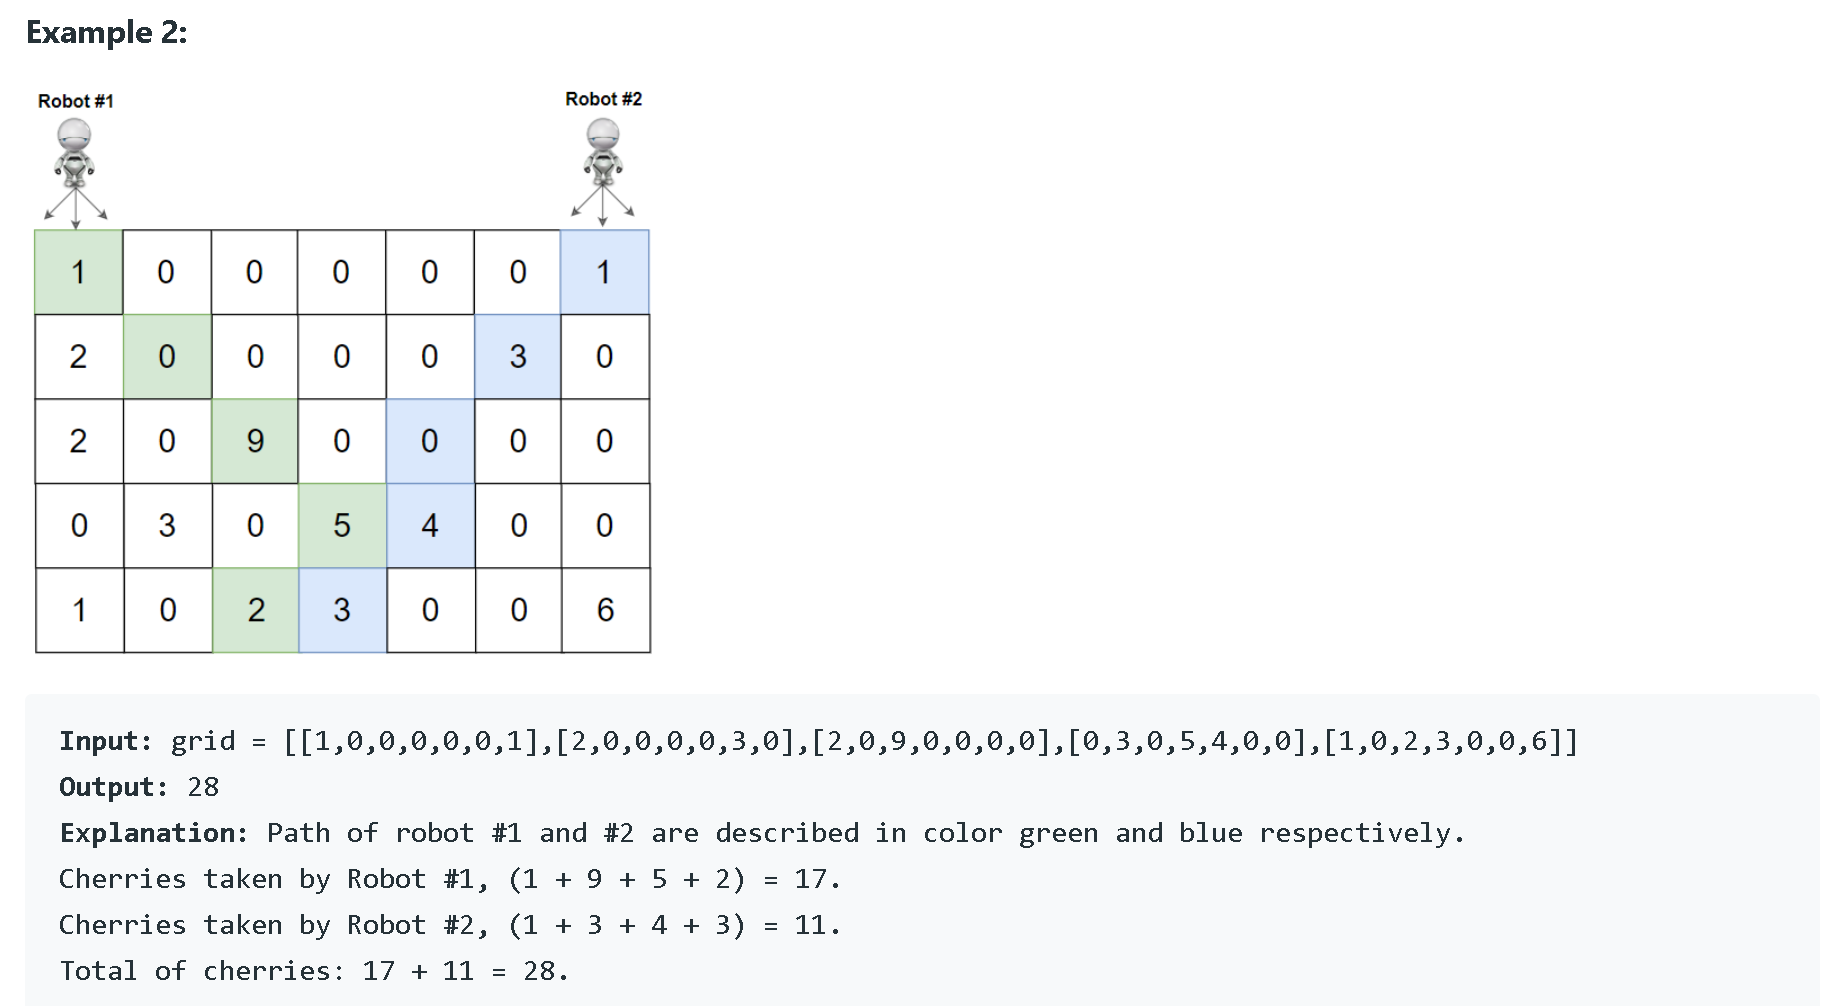 Example 2:
Robot #1 Robot #2
1 0 0 0 0 0 1
2 0 0 0 0 3 0
2 0 9 0 0 0 0
0 3 0 5 4 0 0
1 0 2 3 0 0 6
Input: grid = [[1,0,0,0,0,0,1],[2,0,0,0,0,3,0],[2,0,9,0,0,0,0],[0,3,0,5,4,0,0],[1,0,2,3,0,0,6]]
Output: 28
Explanation: Path of robot #1 and #2 are described in color green and blue respectively.
Cherries taken by Robot #1, (1 + 9 + 5 + 2) = 17.
Cherries taken by Robot #2, (1 + 3 + 4 + 3) = 11.
Total of cherries: 17 + 11 = 28.